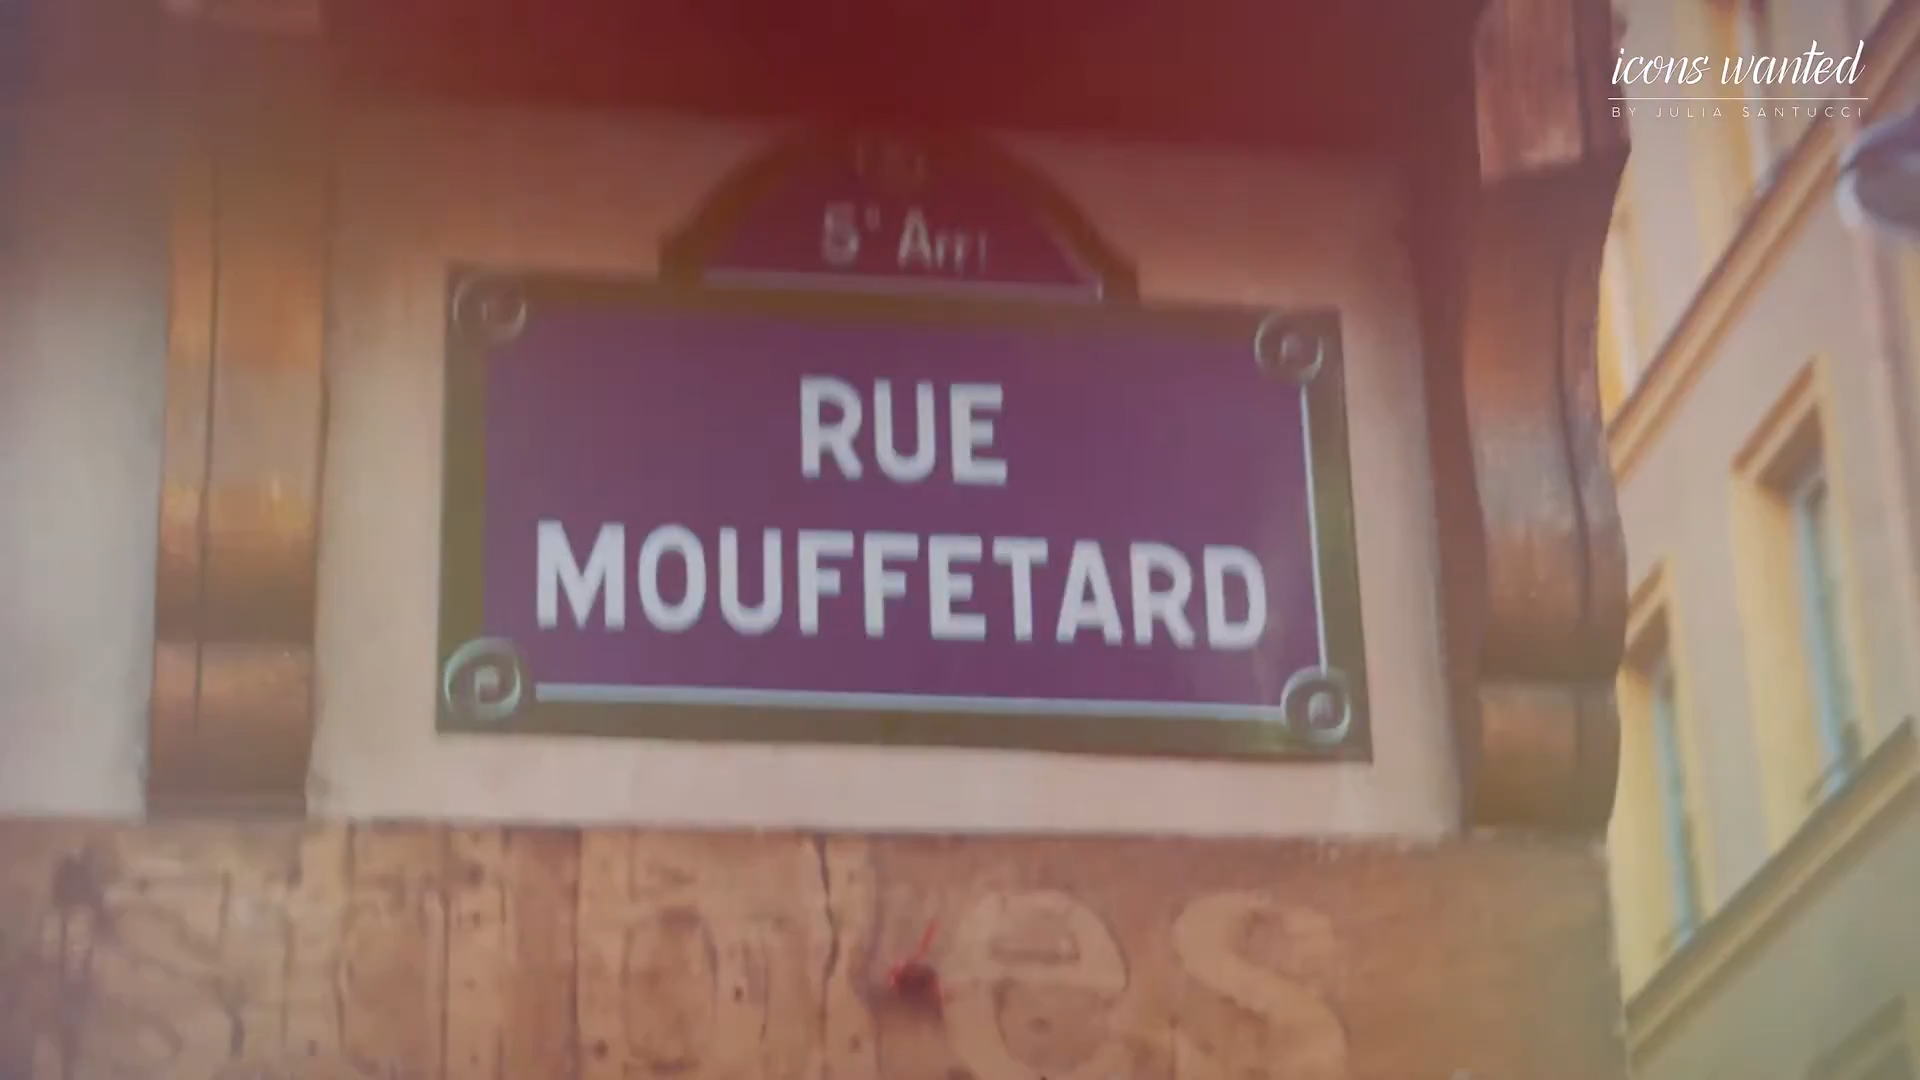 icons wanted
BY JULIA SANTUCCI
5e Arrt
RUE
MOUFFETARD